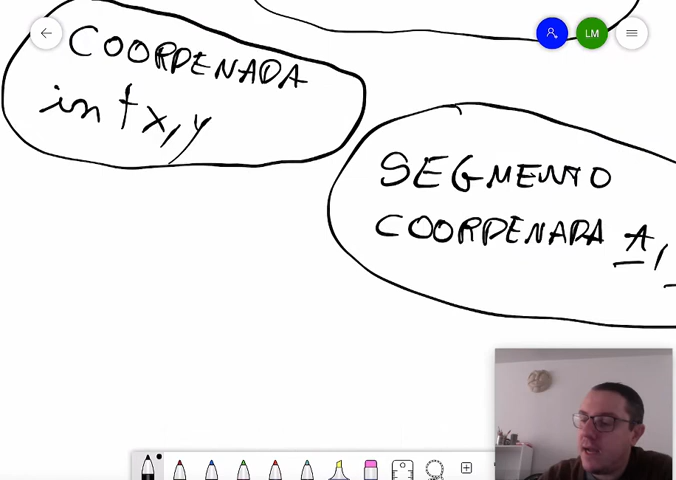 COORDENADA
int x, y
SEGMENTO
COORDENADA A,
LM